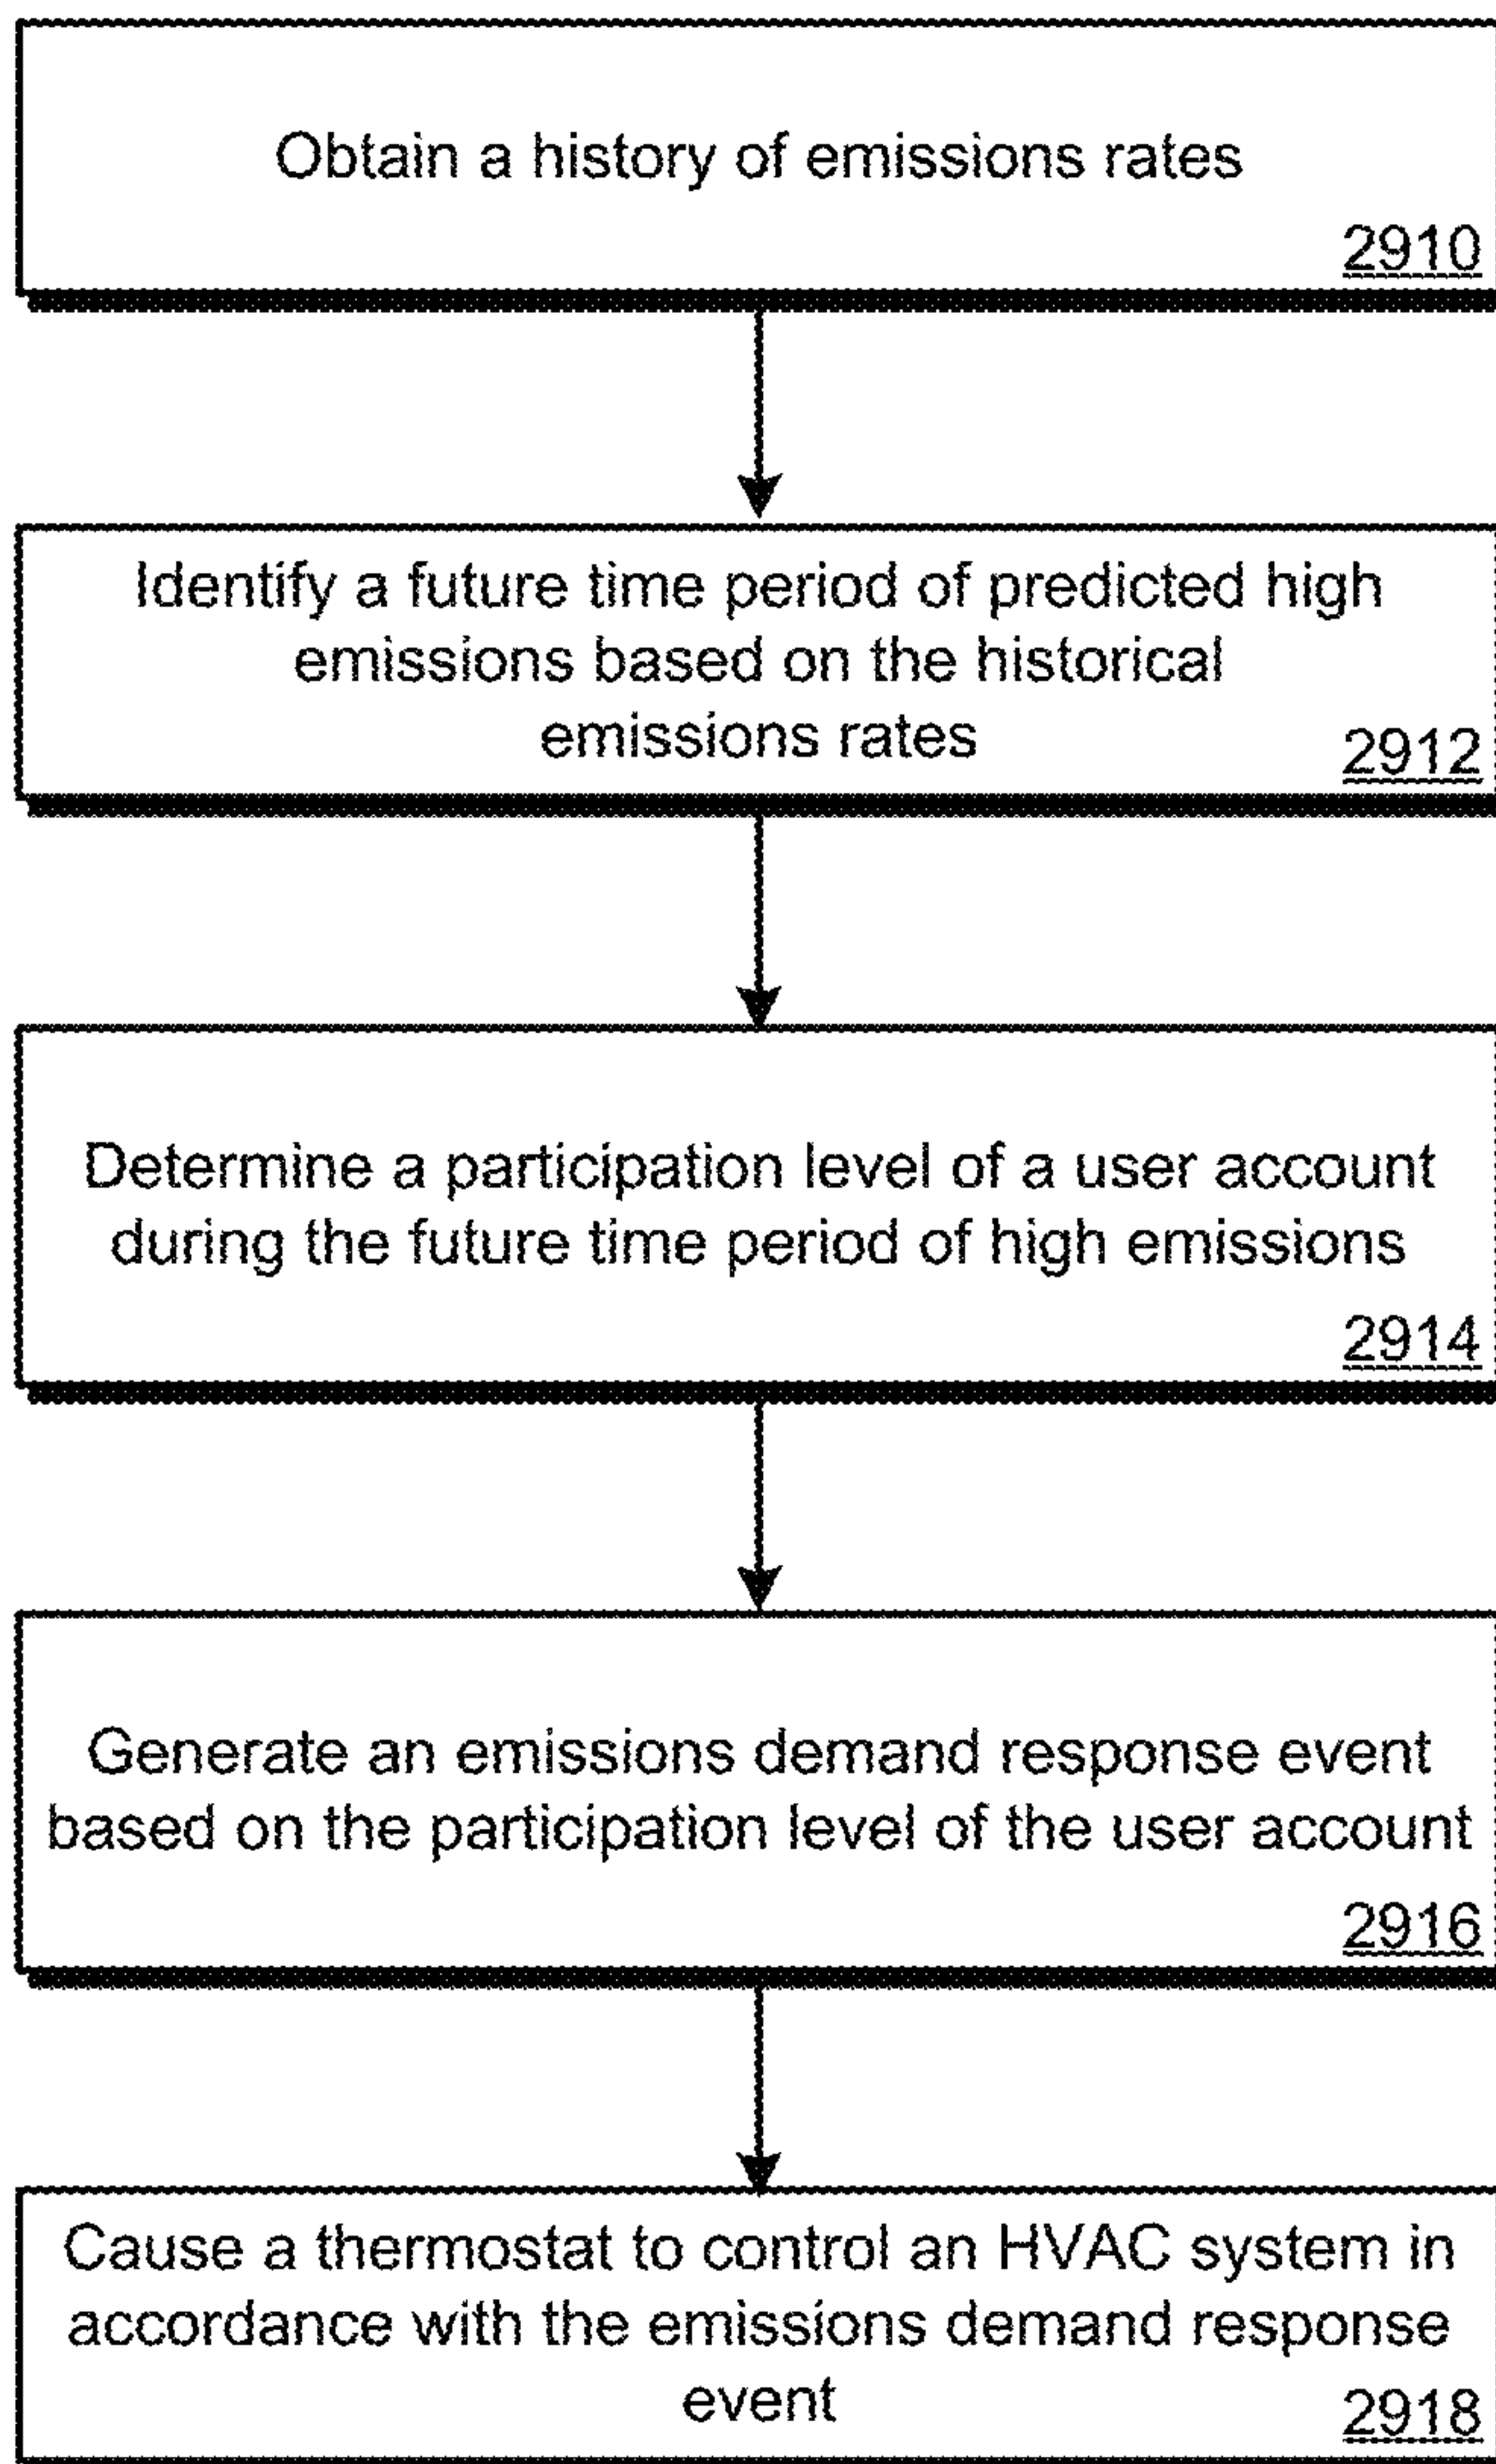 Obtain a history of emissions rates
2910
Identify a future time period of predicted high
emissions based on the historical
emissions rates
2912
Determine a participation level of a user account
during the future time period of high emissions
2914
Generate an emissions demand response event
based on the participation level of the user account
2916
Cause a thermostat to control an HVAC system in
accordance with the emissions demand response
event
2918